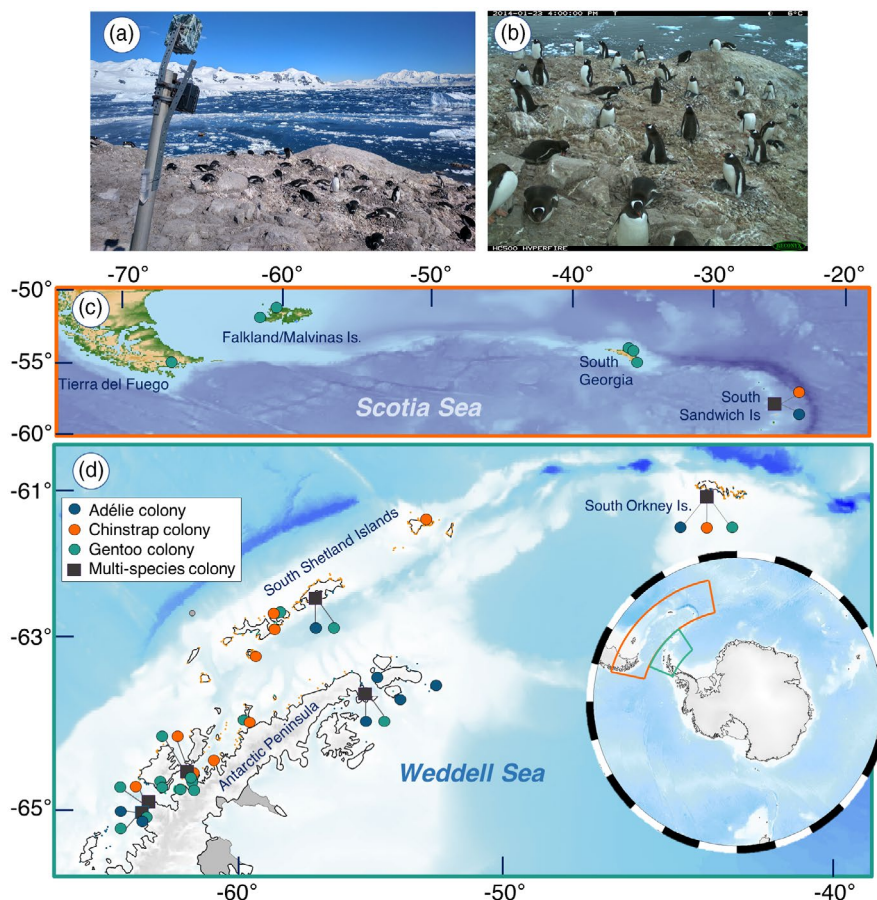 (a)
2014-01-23 4:00:00 PM T 6°C
(b)
HC500 HYPERFIRE
-70° -60° -50° -40° -30° -20°
-50°
(c)
Falkland/Malvinas Is.
-55°
Tierra del Fuego
South
Georgia
Scotia Sea
South
Sandwich Is
-60°
(d)
-61°
Adélie colony
Chinstrap colony
Gentoo colony
Multi-species colony
South Shetland Islands
South Orkney Is.
-63°
Antarctic Peninsula
Weddell Sea
-65°
-60° -50° -40°